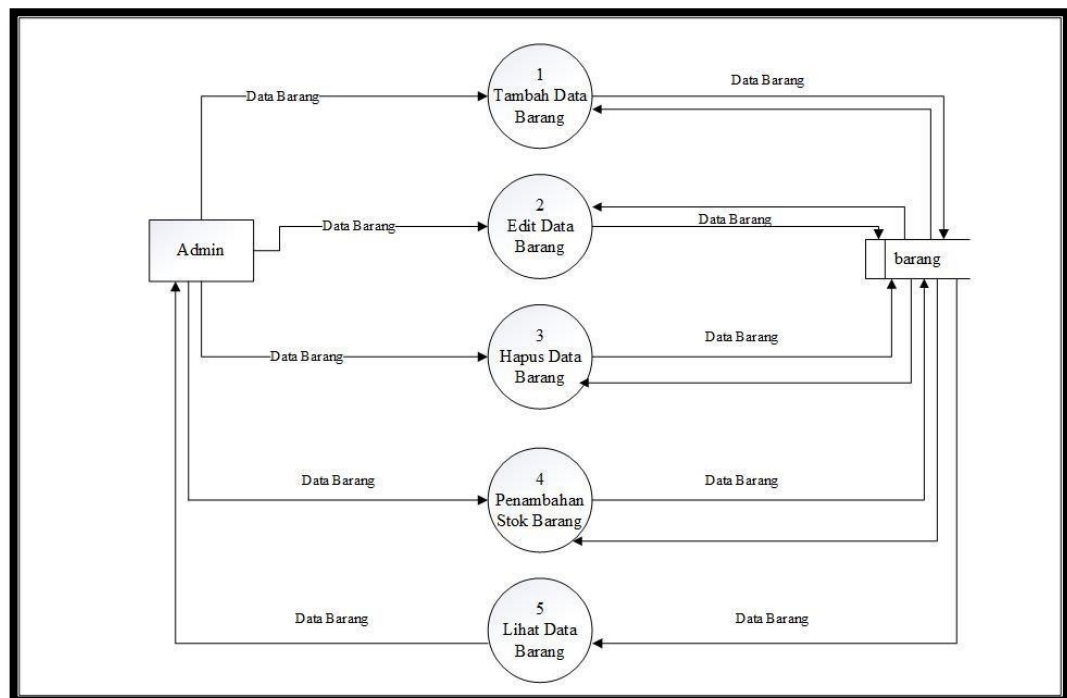 1
Tambah Data
Barang
Data Barang
Data Barang
2
Edit Data
Barang
Data Barang
Data Barang
Admin
barang
3
Hapus Data
Barang
Data Barang
Data Barang
4
Penambahan
Stok Barang
Data Barang
Data Barang
5
Lihat Data
Barang
Data Barang
Data Barang